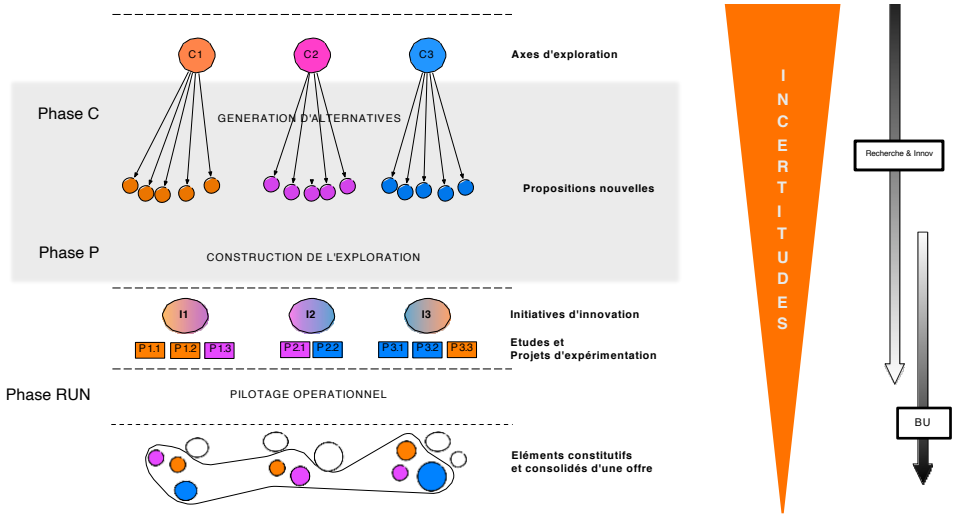 C1
C2
C3
Axes d'exploration
Phase C
GENERATION D'ALTERNATIVES
Propositions nouvelles
Phase P
CONSTRUCTION DE L'EXPLORATION
I1
I2
I3
Initiatives d'innovation
P1.1
P1.2
P1.3
P2.1
P2.2
P3.1
P3.2
P3.3
Etudes et
Projets d'expérimentation
Phase RUN
PILOTAGE OPERATIONNEL
Eléments constitutifs
et consolidés d'une offre
INCERTITUDES
Recherche & Innov
BU